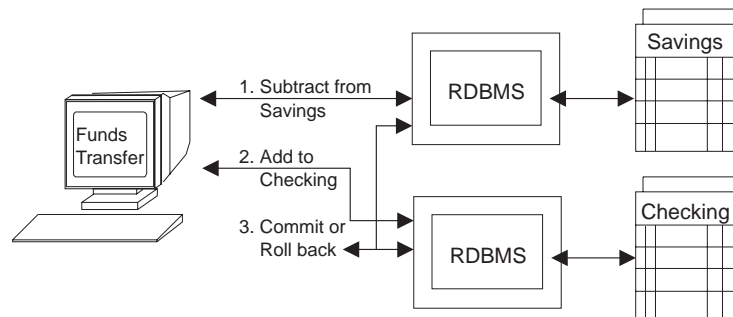 Savings
1. Subtract from
Savings
RDBMS
Funds
Transfer
2. Add to
Checking
Checking
3. Commit or
Roll back
RDBMS